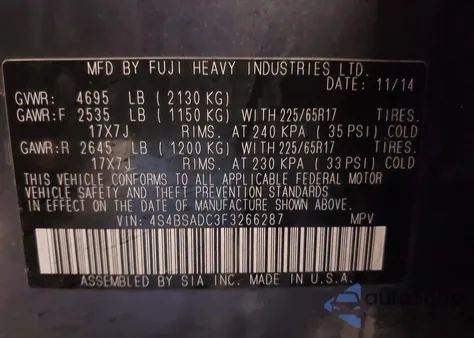 MFD BY FUJI HEAVY INDUSTRIES LTD.
DATE: 11/14
GVWR: 4695 LB (2130 KG)
GAWR:F 2535 LB (1150 KG) WITH 225/65R17 TIRES.
17X7J RIMS. AT 240 KPA (35 PSI) COLD
GAWR:R 2645 LB (1200 KG) WITH 225/65R17 TIRES.
17X7J RIMS. AT 230 KPA (33 PSI) COLD
THIS VEHICLE CONFORMS TO ALL APPLICABLE FEDERAL MOTOR
VEHICLE SAFETY AND THEFT PREVENTION STANDARDS
IN EFFECT ON THE DATE OF MANUFACTURE SHOWN ABOVE.
VIN: 4S4BSADC3F3266287 MPV
ASSEMBLED BY SIA INC. MADE IN U.S.A.